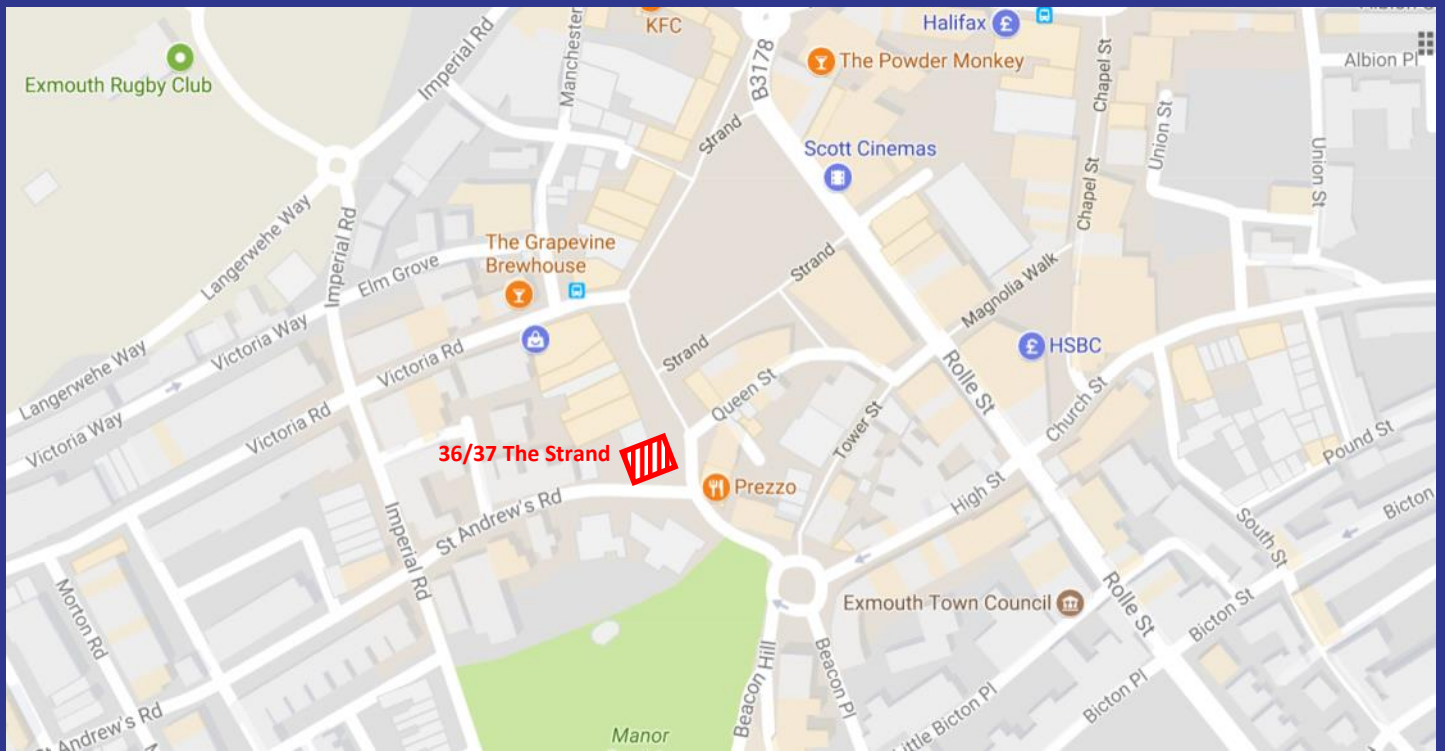 KFC
Halifax
The Powder Monkey
Exmouth Rugby Club
Imperial Rd
Manchester
B3178
Chapel St
Albion Pl
Strand
Scott Cinemas
Union St
Union St
Chapel St
Langerwehe Way
Imperial Rd
Elm Grove
The Grapevine
Brewhouse
Strand
Magnolia Walk
Langerwehe Way
Victoria Way
Victoria Rd
Strand
HSBC
Rolle St
Queen St
Church St
Victoria Way
Victoria Rd
36/37 The Strand
Tower St
Pound St
Prezzo
High St
Bicton
St Andrew's Rd
South St
Imperial Rd
Morton Rd
Exmouth Town Council
Rolle St
Bicton St
Beacon Hill
Beacon Pl
Bicton Pl
Little Bicton Pl
St Andrew's Rd
Manor